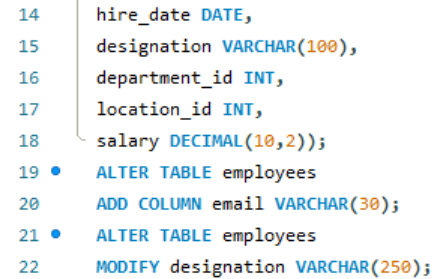 14 hire_date DATE,
15 designation VARCHAR(100),
16 department_id INT,
17 location_id INT,
18 salary DECIMAL(10,2));
19 ALTER TABLE employees
20 ADD COLUMN email VARCHAR(30);
21 ALTER TABLE employees
22 MODIFY designation VARCHAR(250);